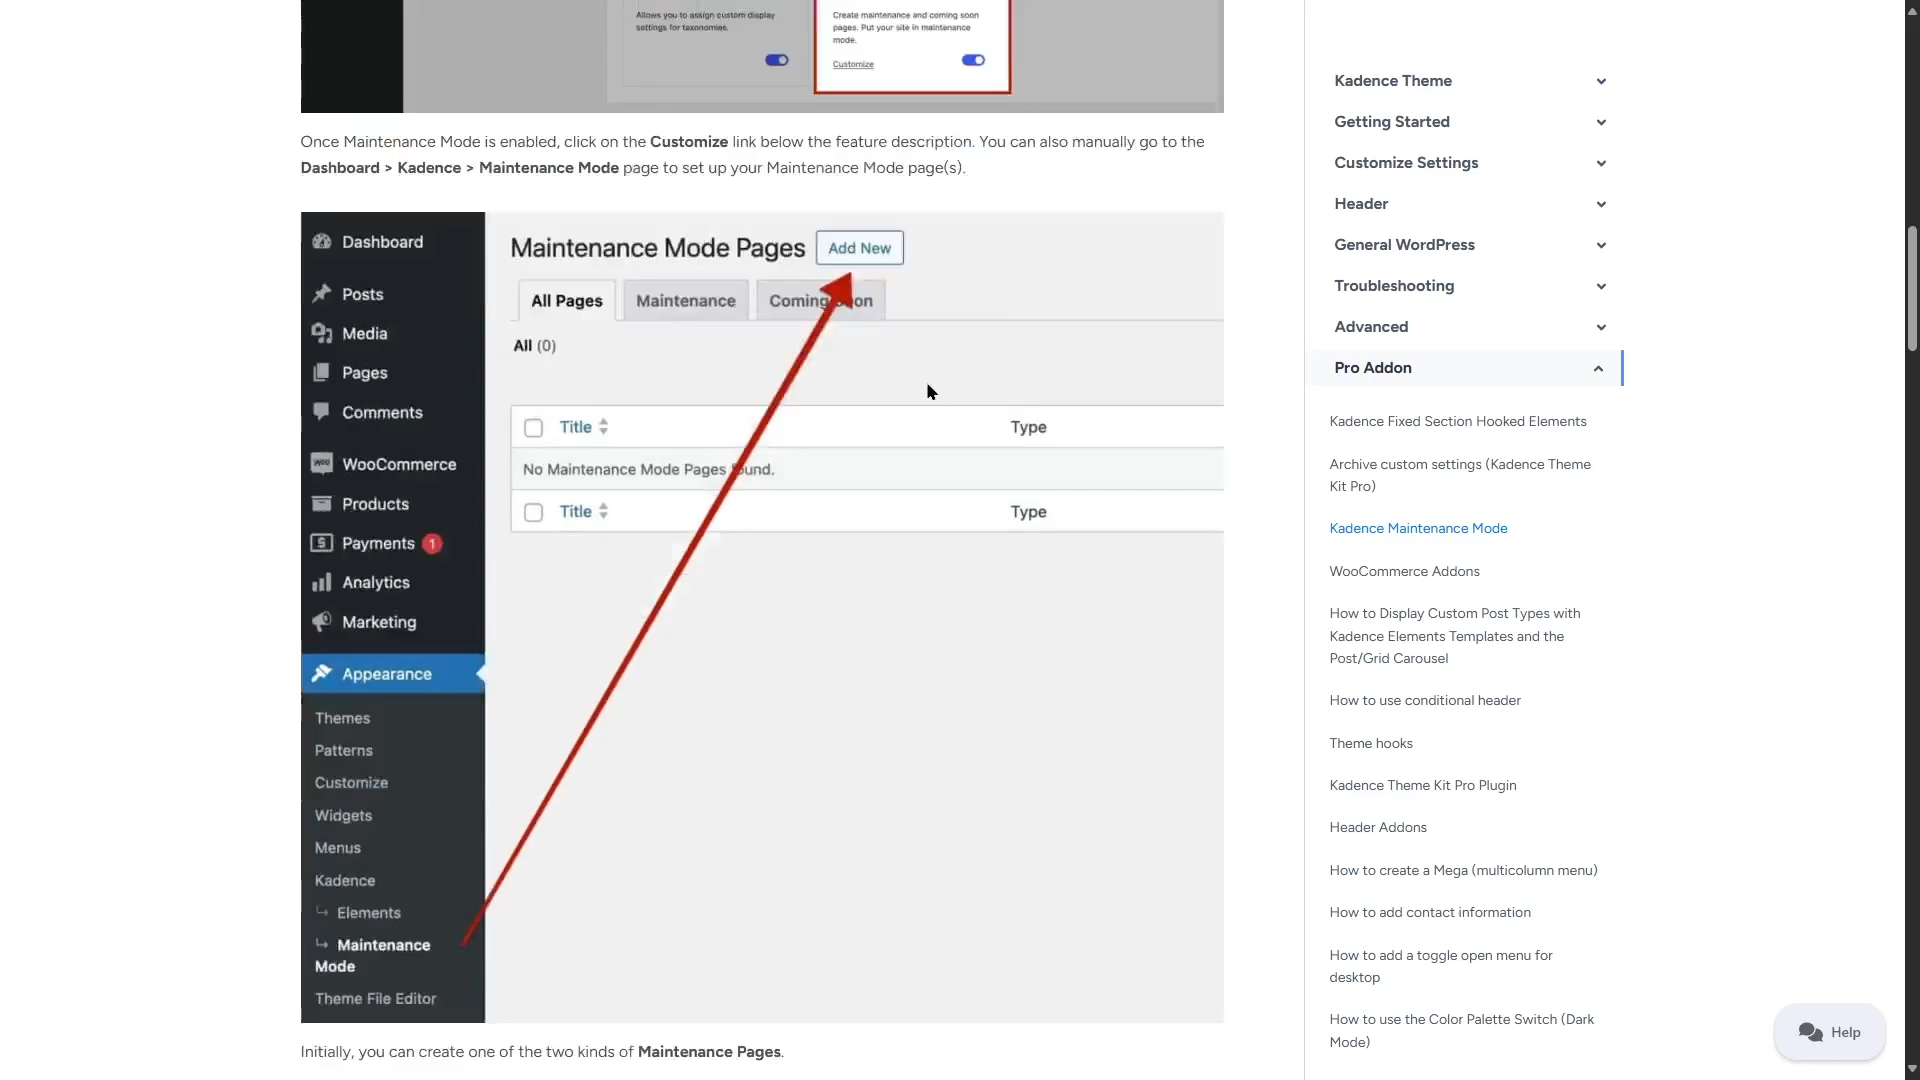 Allows you to assign custom display
settings for taxonomies.
Create maintenance and coming soon
pages. Put your site in maintenance
mode.
Customize
Once Maintenance Mode is enabled, click on the Customize link below the feature description. You can also manually go to the
Dashboard > Kadence > Maintenance Mode page to set up your Maintenance Mode page(s).
Dashboard
Posts
Media
Pages
Comments
WooCommerce
Products
Payments 1
Analytics
Marketing
Appearance
Themes
Patterns
Customize
Widgets
Menus
Kadence
Elements
Maintenance
Mode
Theme File Editor
Maintenance Mode Pages Add New
All Pages Maintenance Coming Soon
All (0)
Title Type
No Maintenance Mode Pages found.
Title Type
Initially, you can create one of the two kinds of Maintenance Pages.
Kadence Theme
Getting Started
Customize Settings
Header
General WordPress
Troubleshooting
Advanced
Pro Addon
Kadence Fixed Section Hooked Elements
Archive custom settings (Kadence Theme
Kit Pro)
Kadence Maintenance Mode
WooCommerce Addons
How to Display Custom Post Types with
Kadence Elements Templates and the
Post/Grid Carousel
How to use conditional header
Theme hooks
Kadence Theme Kit Pro Plugin
Header Addons
How to create a Mega (multicolumn menu)
How to add contact information
How to add a toggle open menu for
desktop
How to use the Color Palette Switch (Dark
Mode)
Help